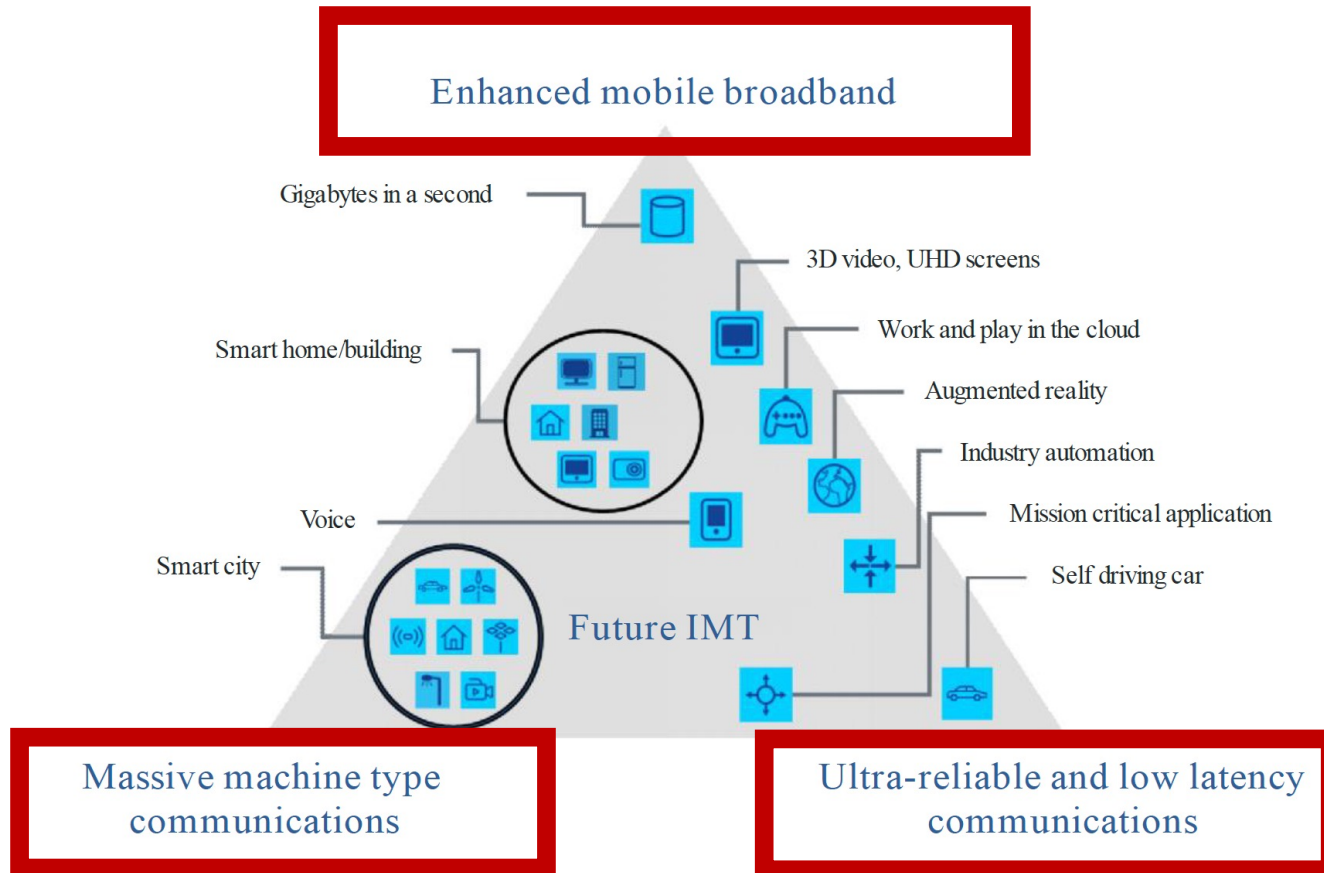 Enhanced mobile broadband
Gigabytes in a second
3D video, UHD screens
Smart home/building
Work and play in the cloud
Augmented reality
Industry automation
Voice
Mission critical application
Smart city
Self driving car
Future IMT
Massive machine type
communications
Ultra-reliable and low latency
communications